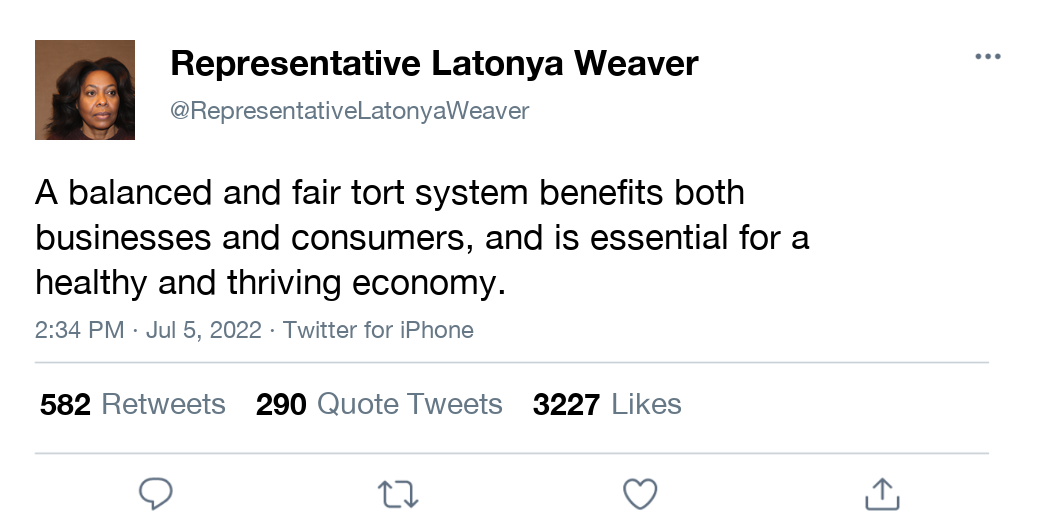 Representative Latonya Weaver
@RepresentativeLatonyaWeaver
A balanced and fair tort system benefits both
businesses and consumers, and is essential for a
healthy and thriving economy.
2:34 PM · Jul 5, 2022 · Twitter for iPhone
582 Retweets 290 Quote Tweets 3227 Likes